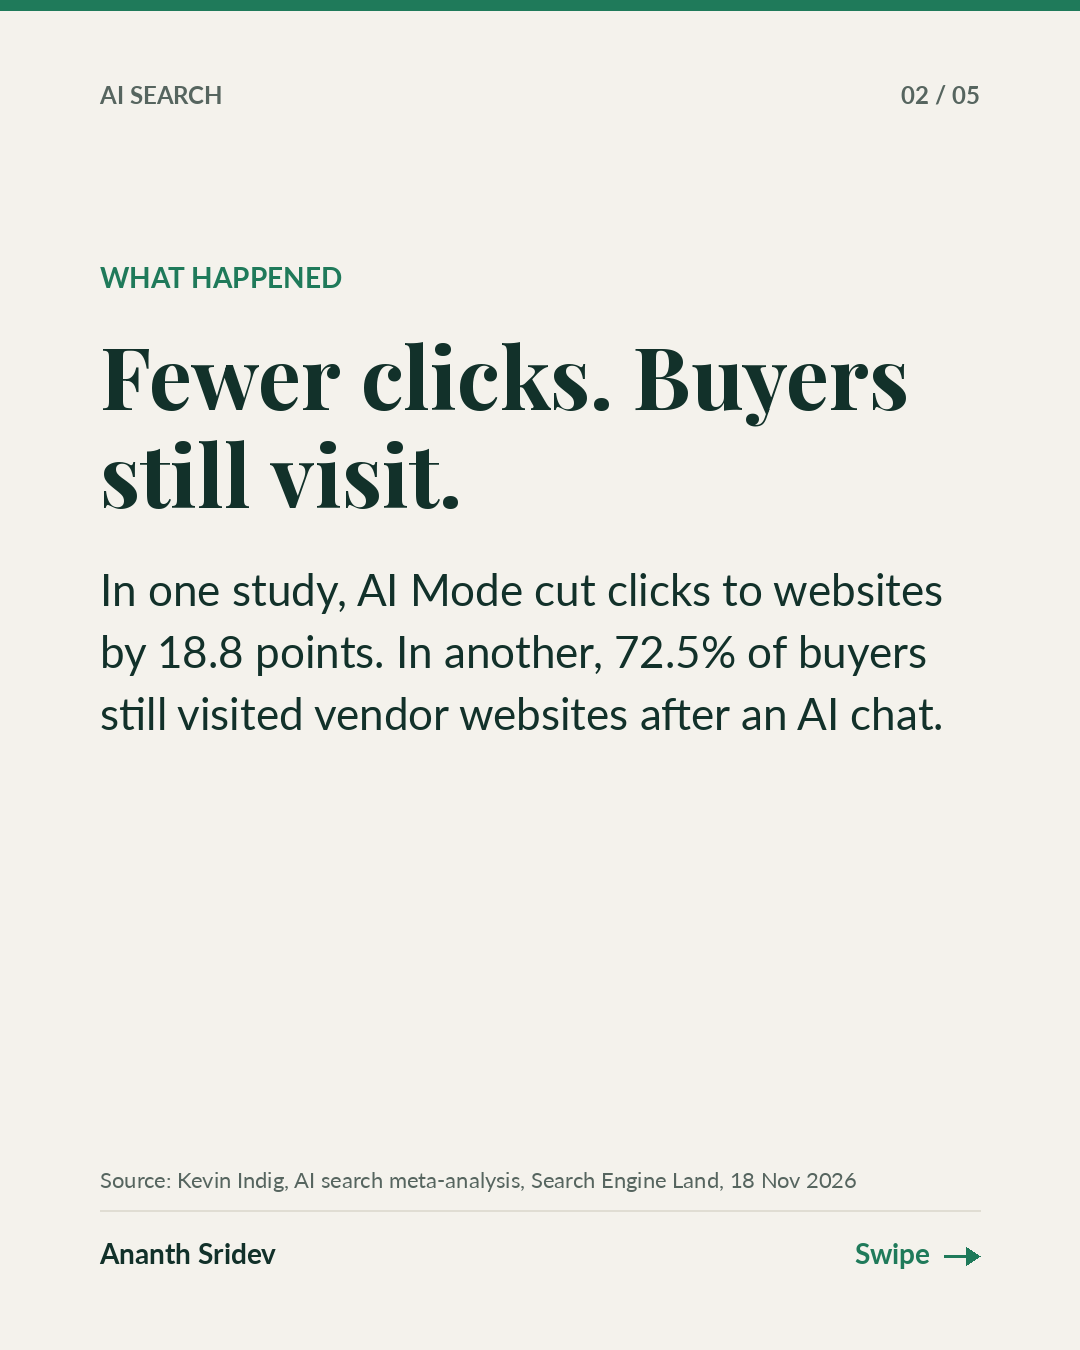 AI SEARCH
02 / 05
WHAT HAPPENED
Fewer clicks. Buyers
still visit.
In one study, AI Mode cut clicks to websites
by 18.8 points. In another, 72.5% of buyers
still visited vendor websites after an AI chat.
Source: Kevin Indig, AI search meta-analysis, Search Engine Land, 18 Nov 2026
Ananth Sridev
Swipe